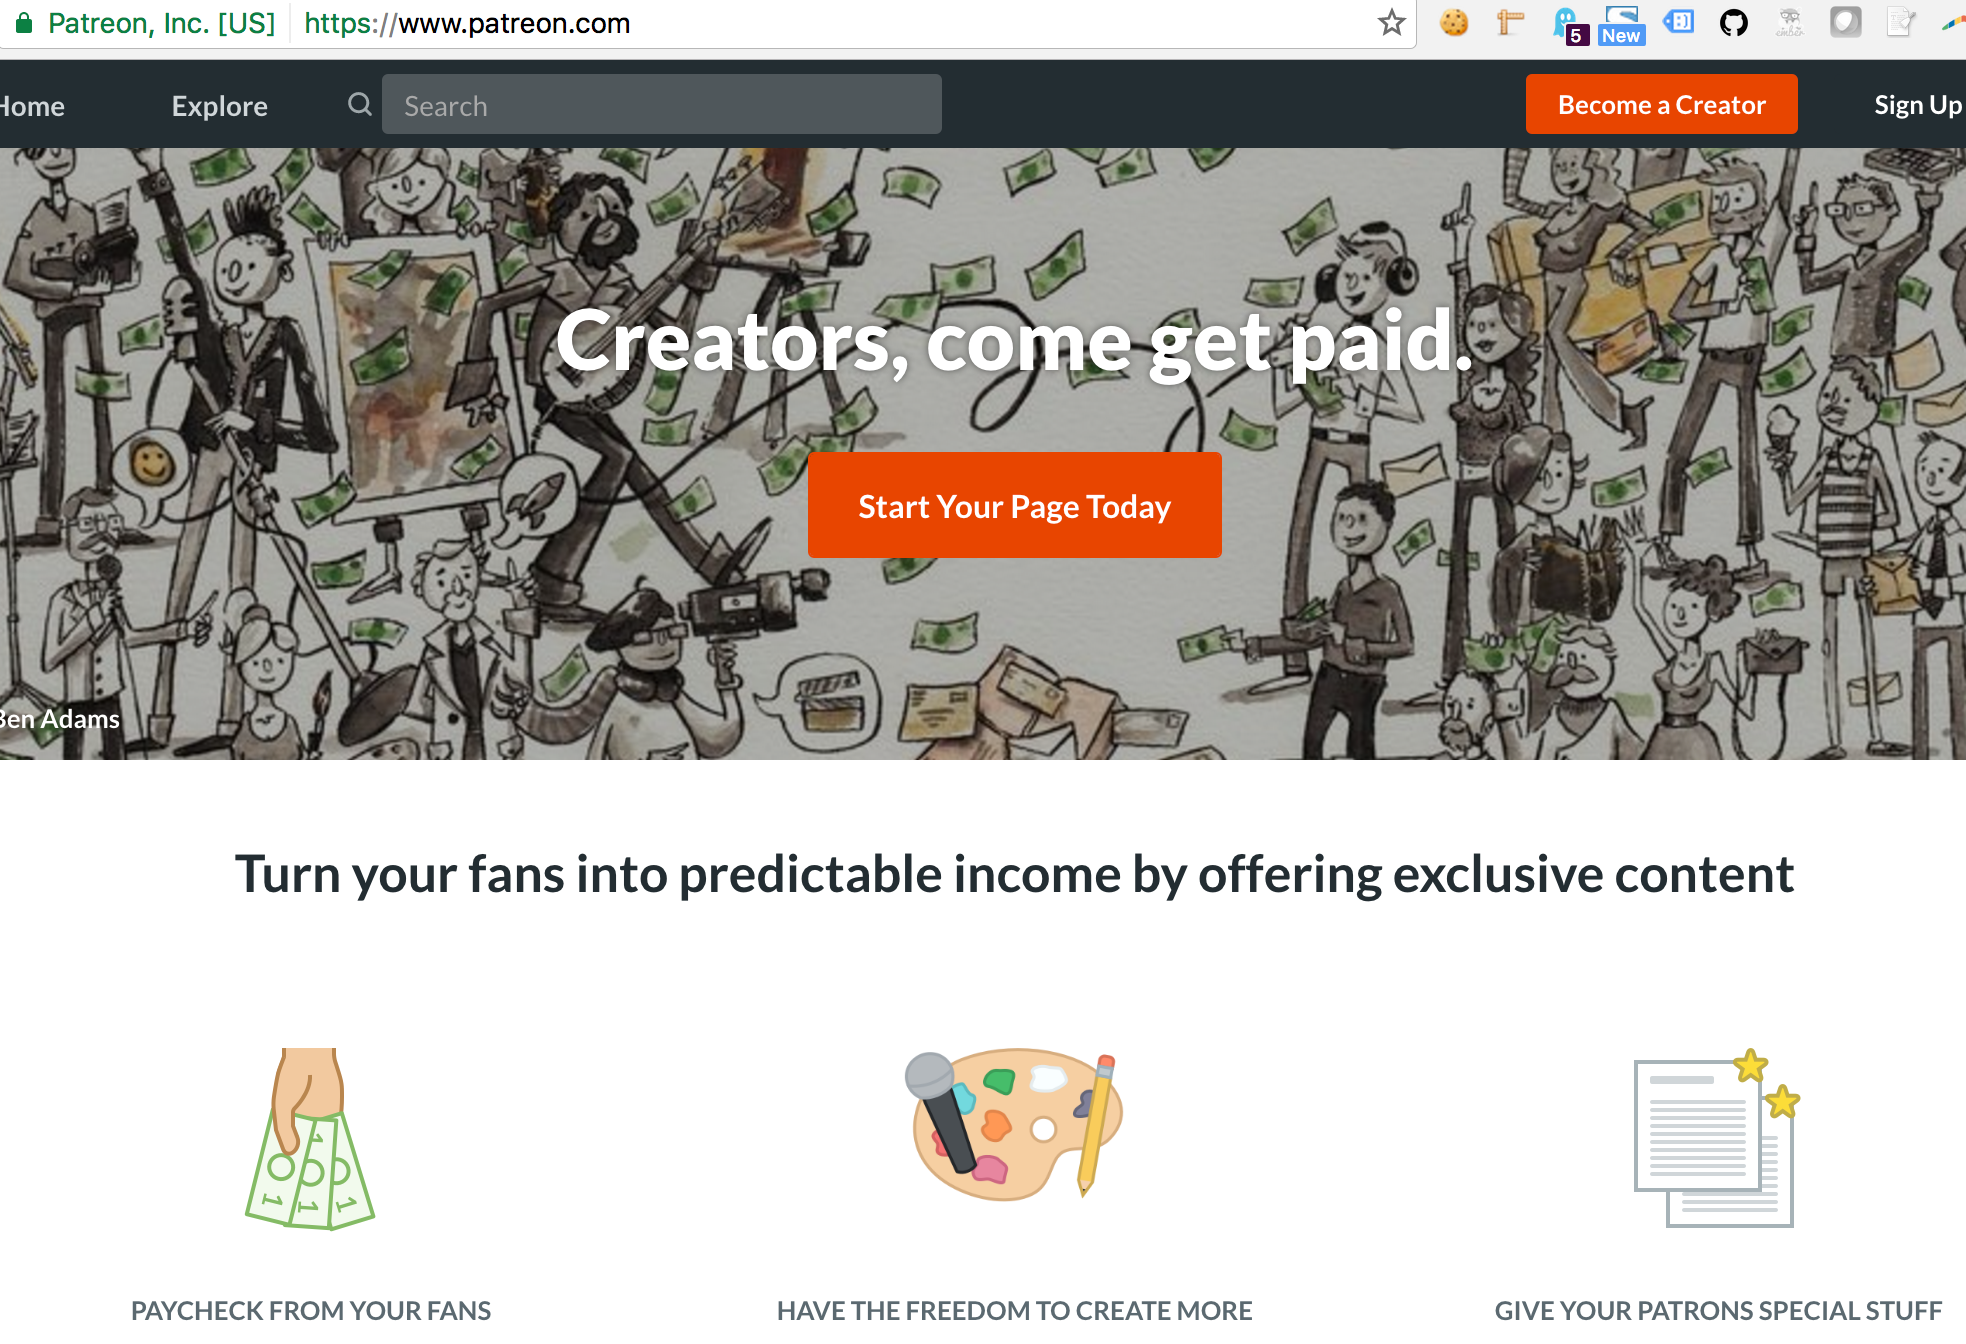 Patreon, Inc. [US] https://www.patreon.com
5
New
Home Explore Search Become a Creator Sign Up
Creators, come get paid.
Start Your Page Today
Ben Adams
Turn your fans into predictable income by offering exclusive content
PAYCHECK FROM YOUR FANS
HAVE THE FREEDOM TO CREATE MORE
GIVE YOUR PATRONS SPECIAL STUFF